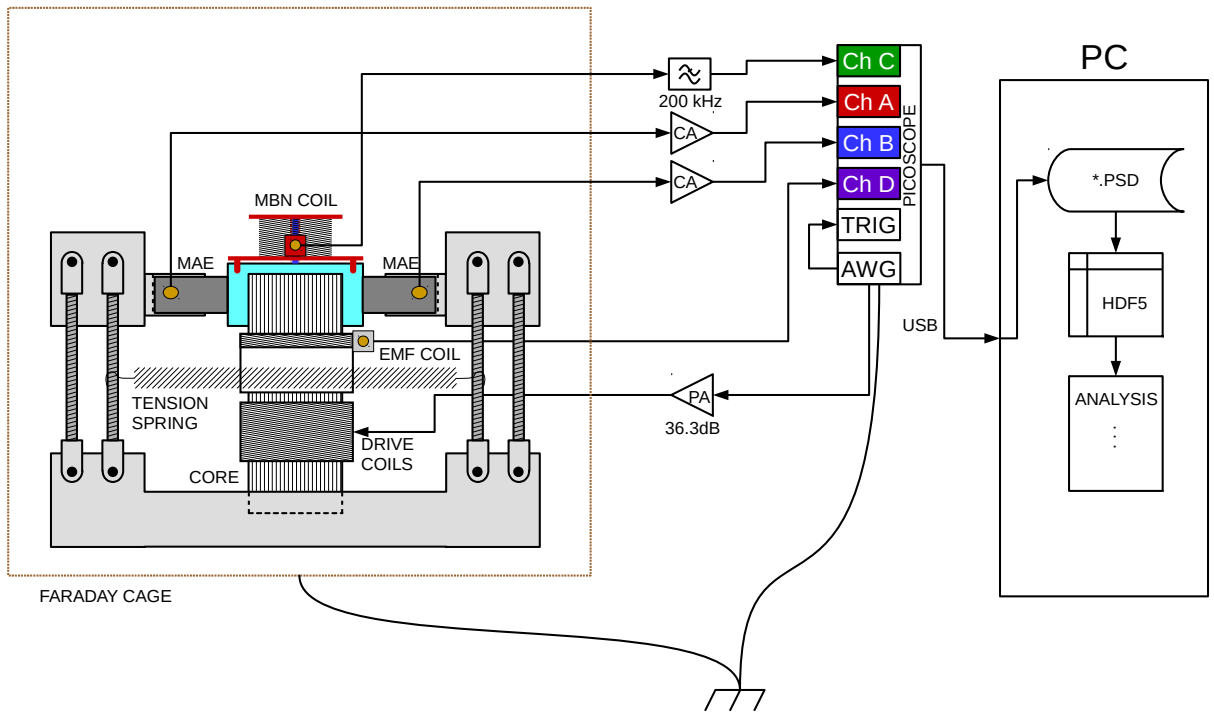 PC
Ch C
200 kHz
Ch A
CA
Ch B
CA
Ch D
PICOSCOPE
TRIG
AWG
*.PSD
HDF5
ANALYSIS
USB
MBN COIL
MAE
MAE
EMF COIL
TENSION
SPRING
PA
36.3dB
DRIVE
COILS
CORE
FARADAY CAGE